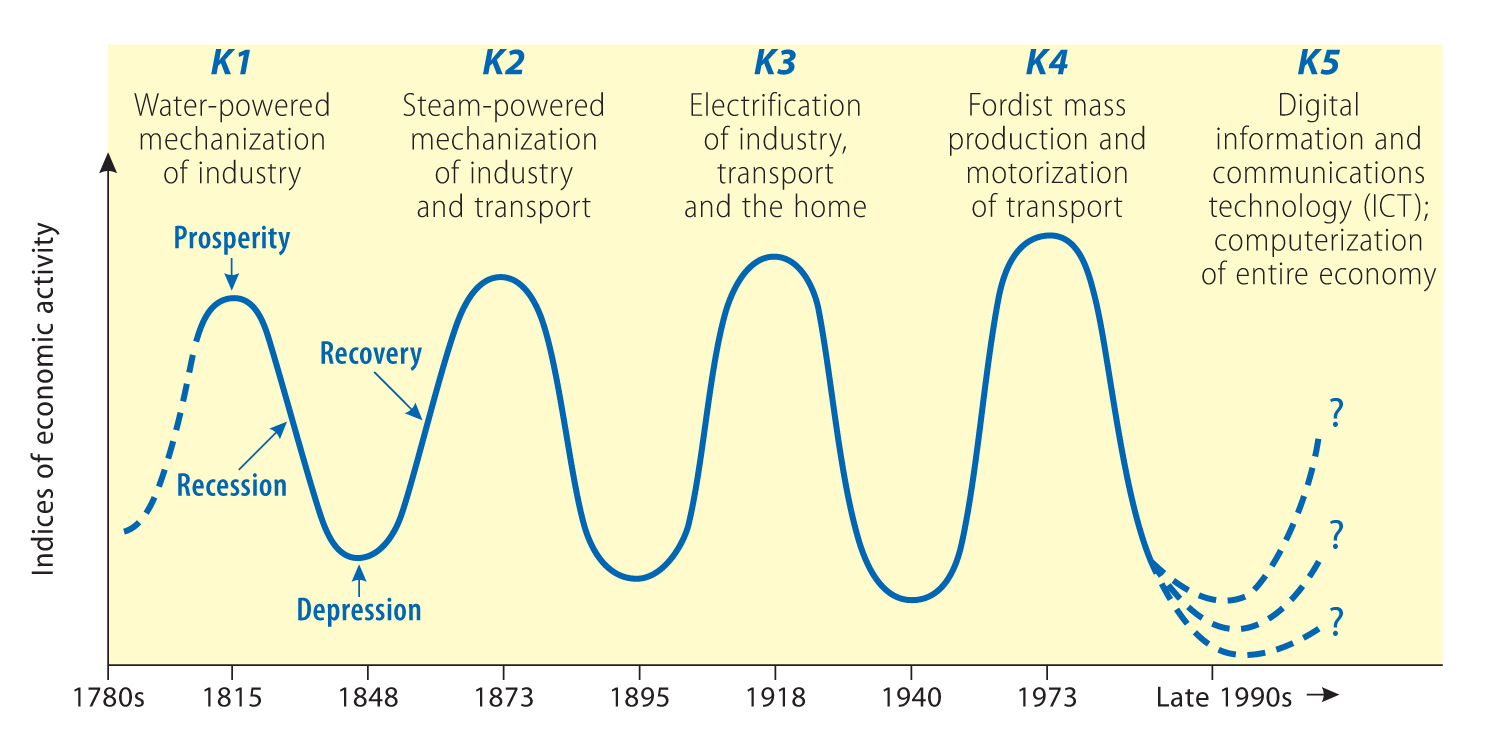 K1
Water-powered
mechanization
of industry
K2
Steam-powered
mechanization
of industry
and transport
K3
Electrification
of industry,
transport
and the home
K4
Fordist mass
production and
motorization
of transport
K5
Digital
information and
communications
technology (ICT);
computerization
of entire economy
Indices of economic activity
Prosperity
Recovery
Recession
Depression
?
?
?
1780s 1815 1848 1873 1895 1918 1940 1973 Late 1990s